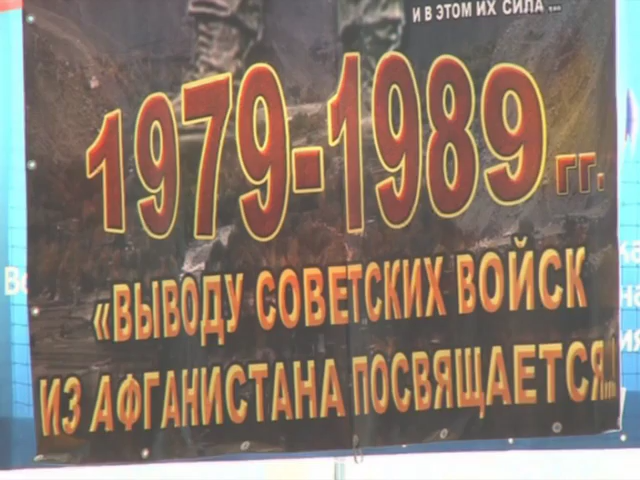 И В ЭТОМ ИХ СИЛА...
1979-1989 гг.
«ВЫВОДУ СОВЕТСКИХ ВОЙСК
ИЗ АФГАНИСТАНА ПОСВЯЩАЕТСЯ...